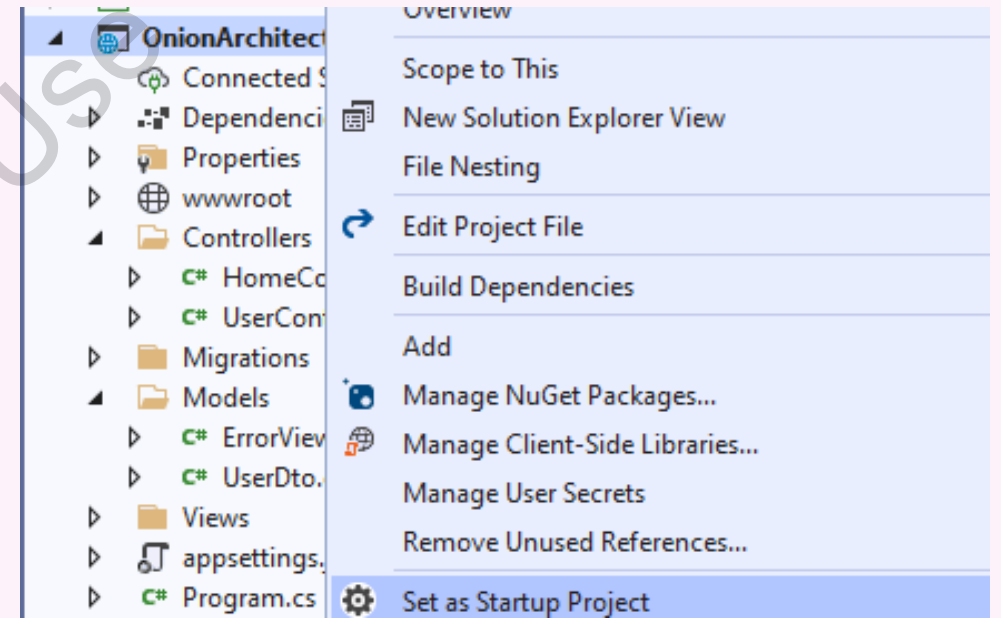 Overview
OnionArchitect
Scope to This
Connected S
New Solution Explorer View
Dependenci
Properties
File Nesting
wwwroot
Edit Project File
Controllers
C# HomeCo
Build Dependencies
C# UserCon
Add
Migrations
Manage NuGet Packages...
Models
C# ErrorView
Manage Client-Side Libraries...
C# UserDto.
Manage User Secrets
Views
Remove Unused References...
appsettings.
C# Program.cs
Set as Startup Project
Use